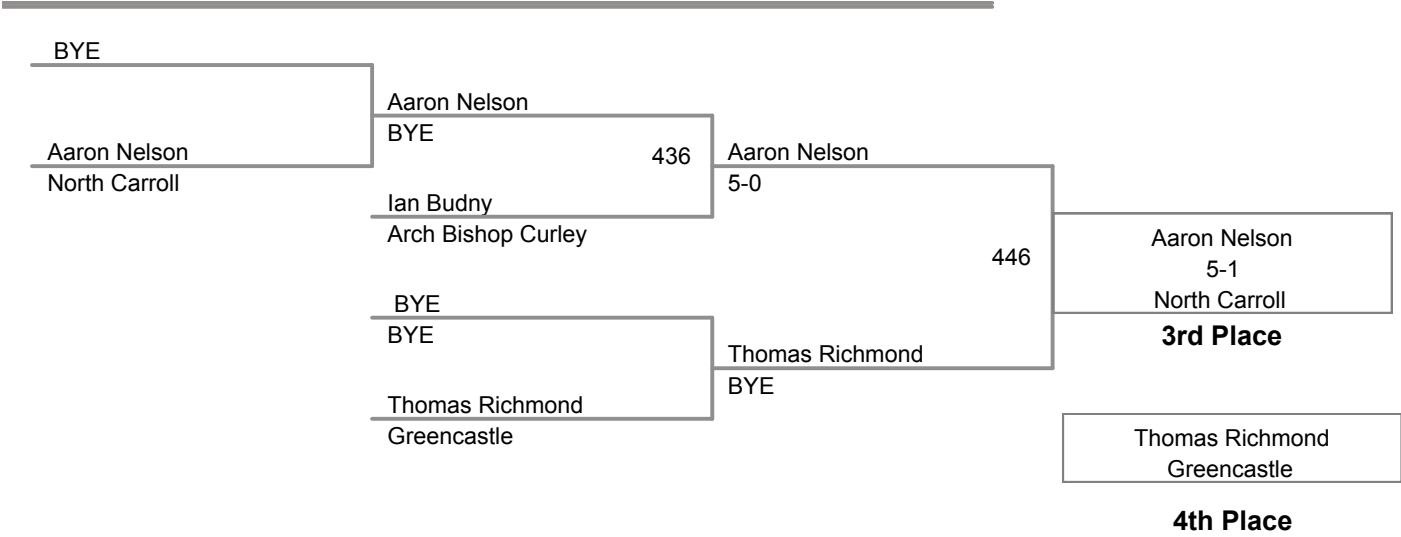 BYE
Aaron Nelson
North Carroll
Aaron Nelson
BYE
436
Ian Budny
Arch Bishop Curley
BYE
BYE
Thomas Richmond
Greencastle
Aaron Nelson
5-0
446
Thomas Richmond
BYE
Aaron Nelson
5-1
North Carroll
3rd Place
Thomas Richmond
Greencastle
4th Place